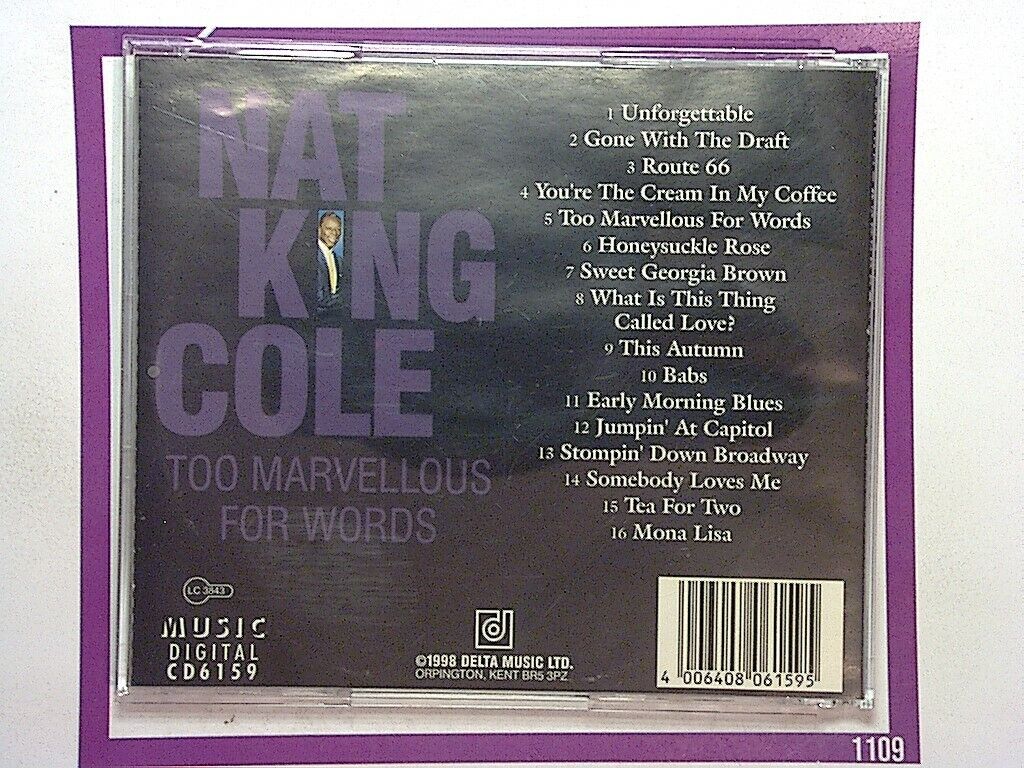 NAT
KING
COLE
TOO MARVELLOUS
FOR WORDS
1 Unforgettable
2 Gone With The Draft
3 Route 66
4 You're The Cream In My Coffee
5 Too Marvellous For Words
6 Honeysuckle Rose
7 Sweet Georgia Brown
8 What Is This Thing
Called Love?
9 This Autumn
10 Babs
11 Early Morning Blues
12 Jumpin' At Capitol
13 Stompin' Down Broadway
14 Somebody Loves Me
15 Tea For Two
16 Mona Lisa
LC 3843
MUSIC
DIGITAL
CD6159
d
©1998 DELTA MUSIC LTD.
ORPINGTON, KENT BR5 3PZ
4 006408 061595
1109